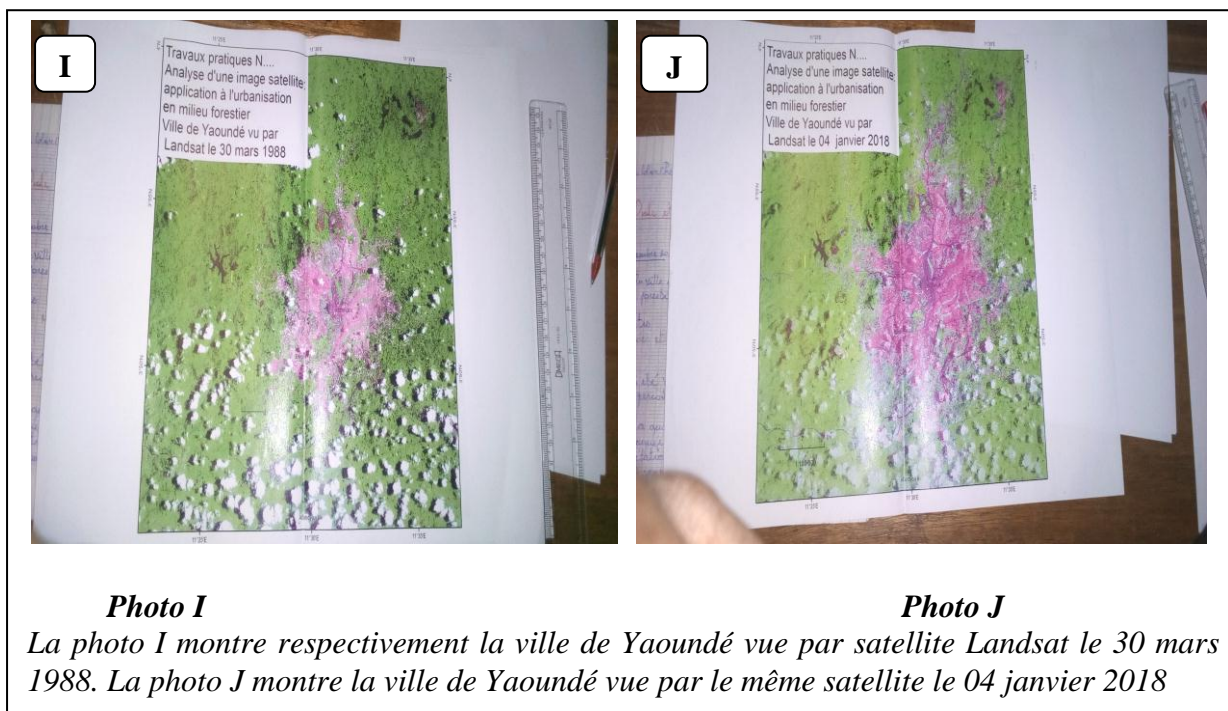 I
Travaux pratiques N....
Analyse d'une image satellite:
application à l'urbanisation
en milieu forestier
Ville de Yaoundé vu par
Landsat le 30 mars 1988
J
Travaux pratiques N....
Analyse d'une image satellite:
application à l'urbanisation
en milieu forestier
Ville de Yaoundé vu par
Landsat le 04 janvier 2018
Photo I
Photo J
La photo I montre respectivement la ville de Yaoundé vue par satellite Landsat le 30 mars
1988. La photo J montre la ville de Yaoundé vue par le même satellite le 04 janvier 2018